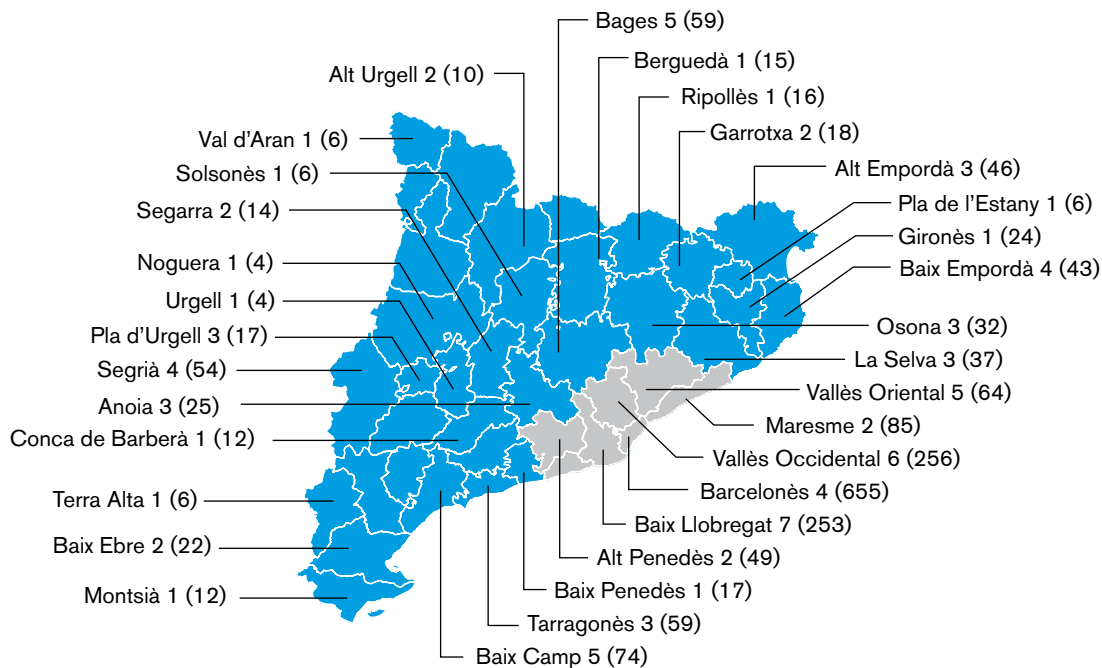 Bages 5 (59)
Berguedà 1 (15)
Alt Urgell 2 (10)
Ripollès 1 (16)
Garrotxa 2 (18)
Val d'Aran 1 (6)
Alt Empordà 3 (46)
Solsonès 1 (6)
Pla de l'Estany 1 (6)
Segarra 2 (14)
Gironès 1 (24)
Noguera 1 (4)
Baix Empordà 4 (43)
Urgell 1 (4)
Osona 3 (32)
Pla d'Urgell 3 (17)
La Selva 3 (37)
Segrià 4 (54)
Vallès Oriental 5 (64)
Anoia 3 (25)
Maresme 2 (85)
Conca de Barberà 1 (12)
Vallès Occidental 6 (256)
Barcelonès 4 (655)
Terra Alta 1 (6)
Baix Llobregat 7 (253)
Baix Ebre 2 (22)
Alt Penedès 2 (49)
Baix Penedès 1 (17)
Montsià 1 (12)
Tarragonès 3 (59)
Baix Camp 5 (74)